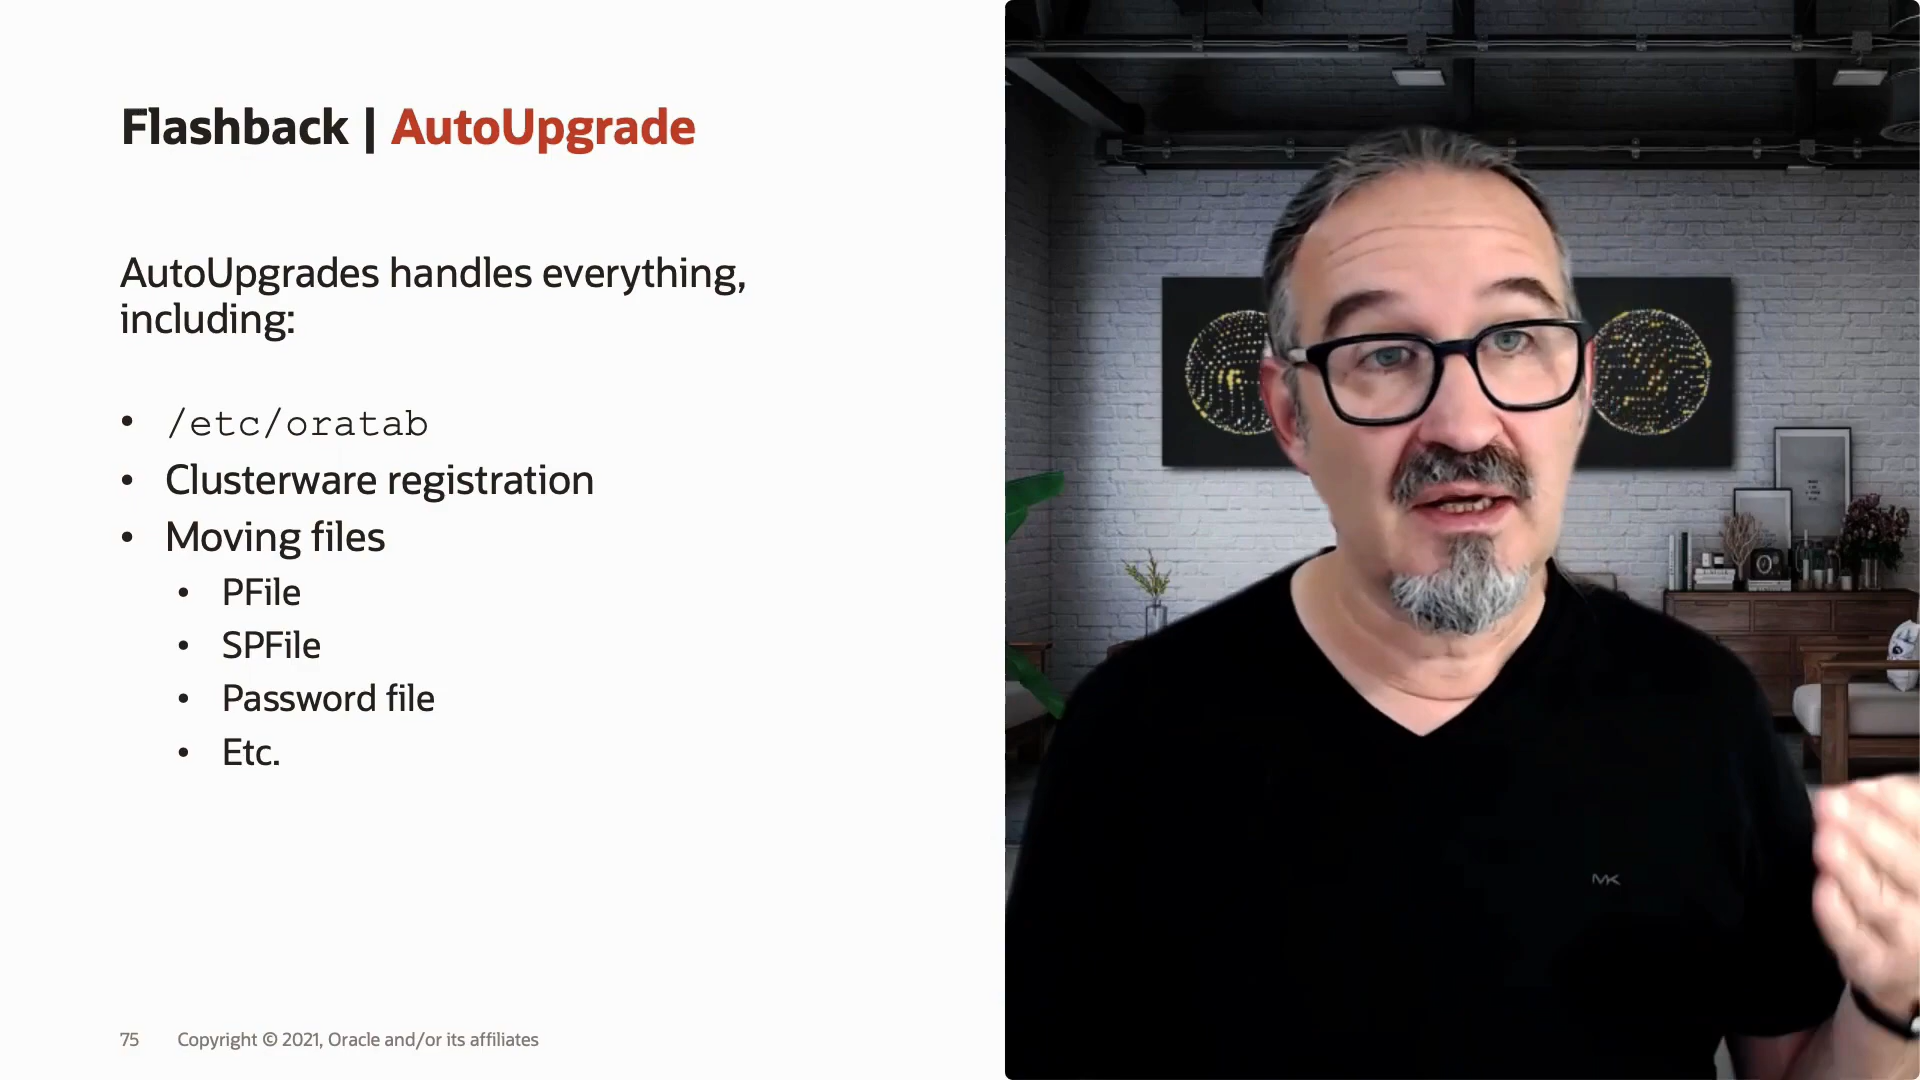 Flashback | AutoUpgrade
AutoUpgrades handles everything,
including:
• /etc/oratab
• Clusterware registration
• Moving files
• PFile
• SPFile
• Password file
• Etc.
MK
75 Copyright © 2021, Oracle and/or its affiliates